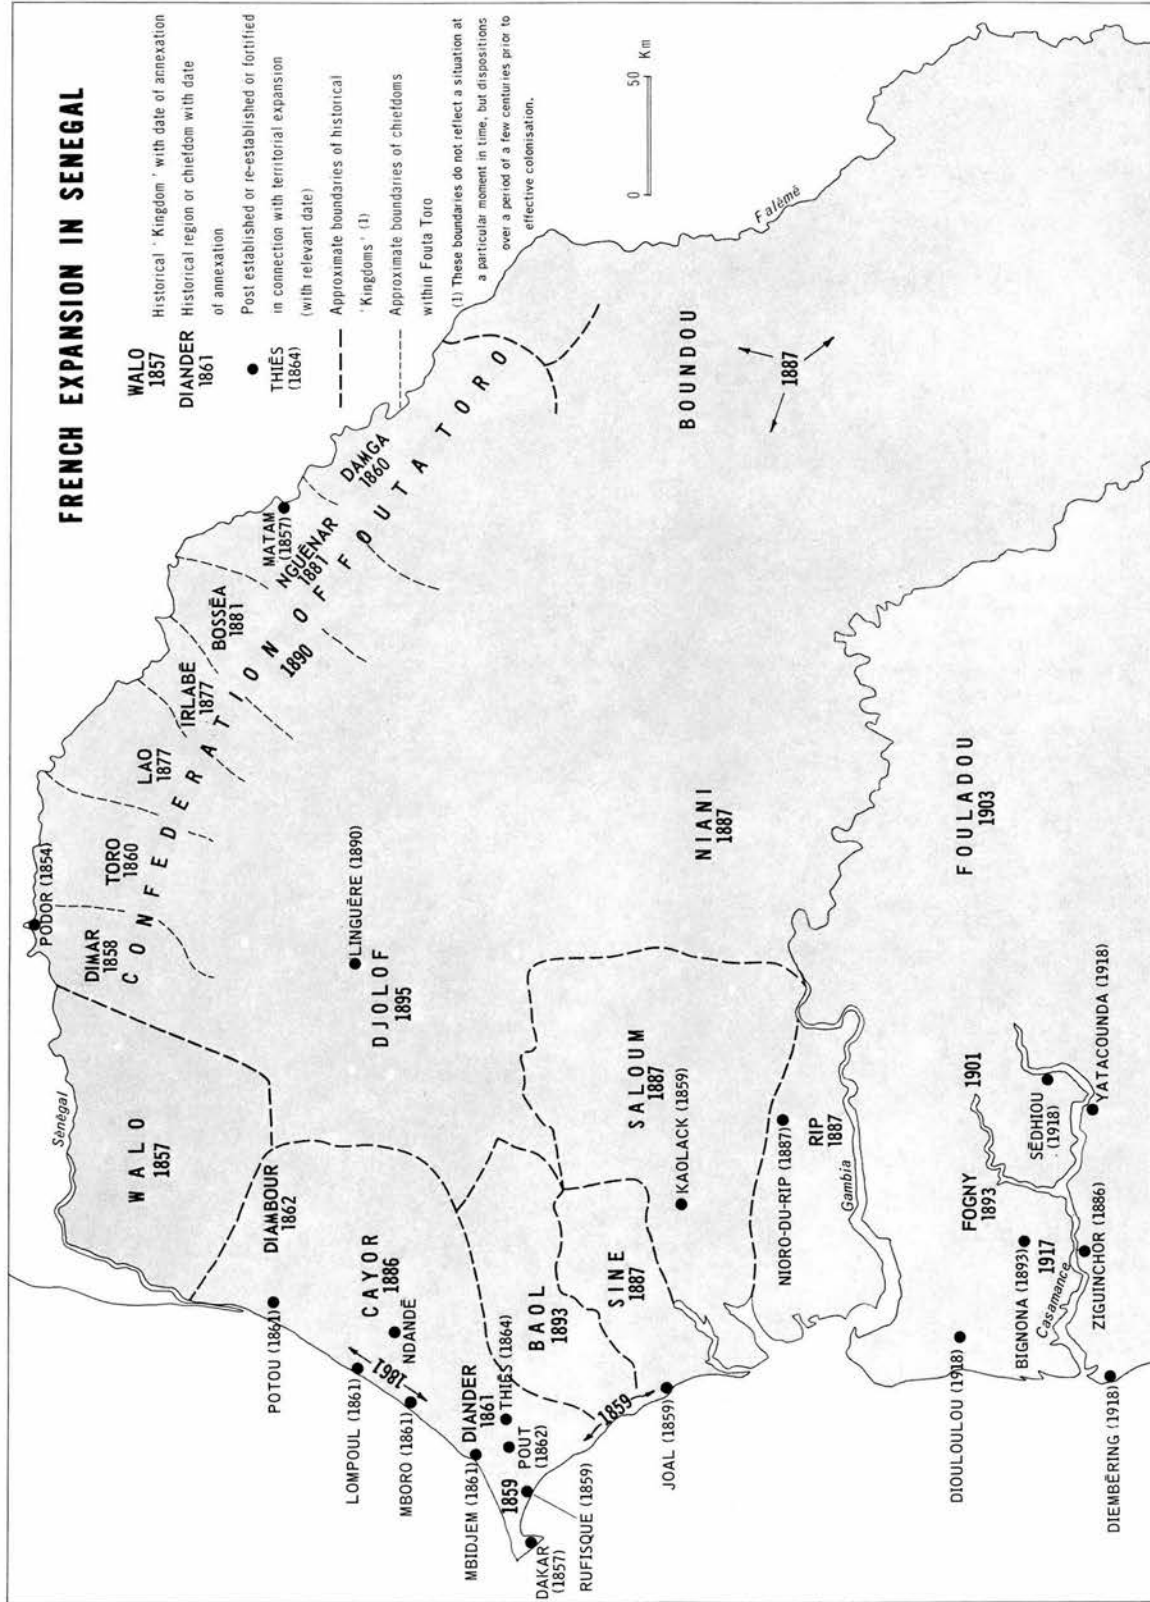 FRENCH EXPANSION IN SENEGAL
WALO
1857
Historical ' Kingdom ' with date of annexation
DIANDER
1861
Historical region or chiefdom with date
of annexation
THIÈS
(1864)
Post established or re-established or fortified
in connection with territorial expansion
(with relevant date)
Approximate boundaries of historical
'Kingdoms' (1)
Approximate boundaries of chiefdoms
within Fouta Toro
(1) These boundaries do not reflect a situation at
a particular moment in time, but dispositions
over a period of a few centuries prior to
effective colonisation.
0 50
Km
Sénégal
PODOR (1854)
WALO
1857
DIMAR
1858
TORO
1860
LAO
1877
IRLABÉ
1877
BOSSÉA
1881
MATAM
(1857)
NGUÉNAR
1881
DAMGA
1860
CONFEDERATION OF FOUTA TORO
1890
Falémé
POTOU (1861)
DIAMBOUR
1862
LINGUÈRE (1890)
DJOLOF
1895
LOMPOUL (1861)
1861
CAYOR
1886
NDANDÉ
MBORO (1861)
MBIDJEM (1861)
DIANDER
1861
THIÈS (1864)
POUT
(1862)
1859
DAKAR
(1857)
RUFISQUE (1859)
BAOL
1893
1859
SINE
1887
JOAL (1859)
SALOUM
1887
KAOLACK (1859)
NIANI
1887
BOUNDOU
1887
NIORO-DU-RIP (1887)
RIP
1887
Gambia
FOULADOU
1903
DIOULOULOU (1918)
FOGNY
1893
1901
BIGNONA (1893)
1917
SÉDHIOU
(1918)
Casamance
ZIGUINCHOR (1886)
YATACOUNDA (1918)
DIEMBÉRING (1918)